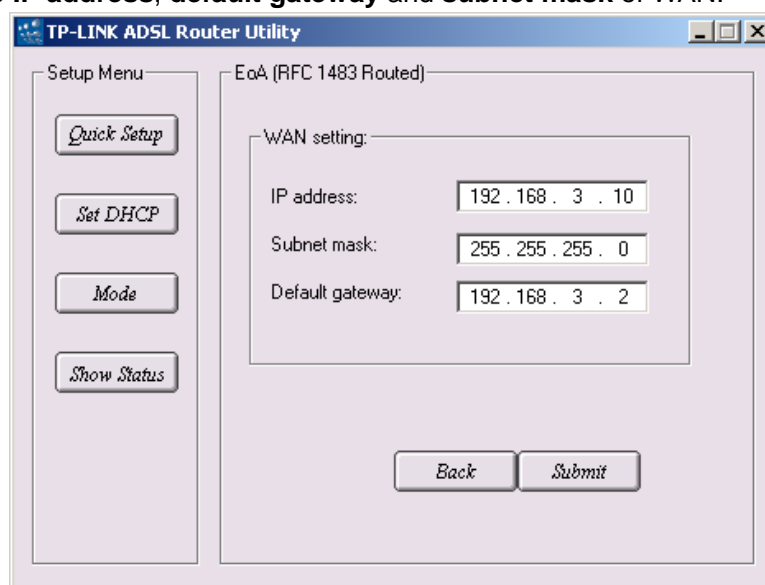 IP address, default gateway and subnet mask of WAN.
TP-LINK ADSL Router Utility
Setup Menu
Quick Setup
Set DHCP
Mode
Show Status
EoA (RFC 1483 Routed)
WAN setting:
IP address: 192 . 168 . 3 . 10
Subnet mask: 255 . 255 . 255 . 0
Default gateway: 192 . 168 . 3 . 2
Back
Submit